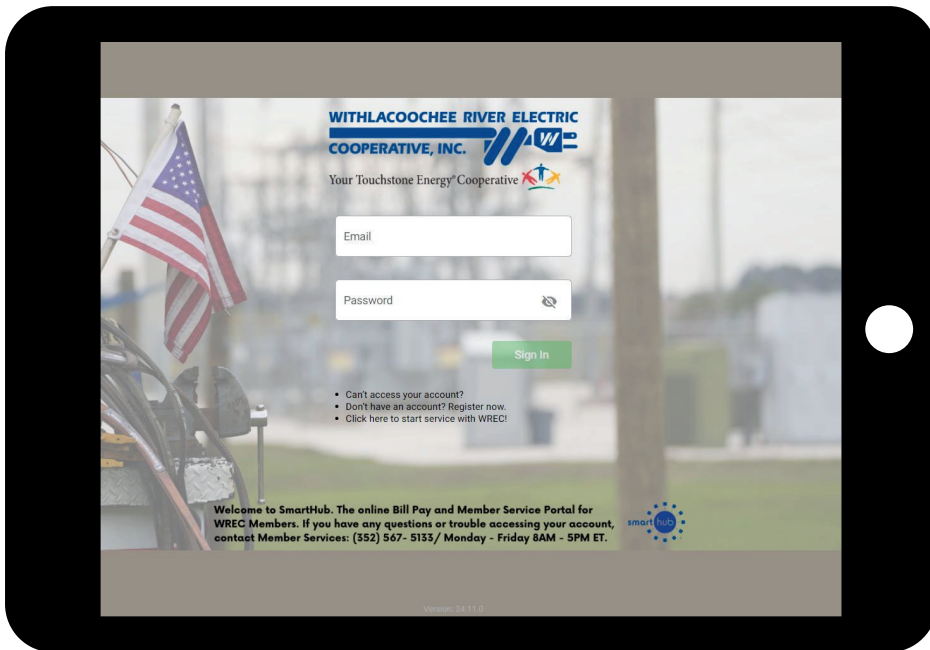 WITHLACOOCHEE RIVER ELECTRIC
COOPERATIVE, INC.
Your Touchstone Energy® Cooperative
Email
Password
Sign In
Can't access your account?
Don't have an account? Register now.
Click here to start service with WREC!
Welcome to SmartHub. The online Bill Pay and Member Service Portal for
WREC Members. If you have any questions or trouble accessing your account,
contact Member Services: (352) 567- 5133/ Monday - Friday 8AM - 5PM ET.
smart hub
Version: 24.11.0